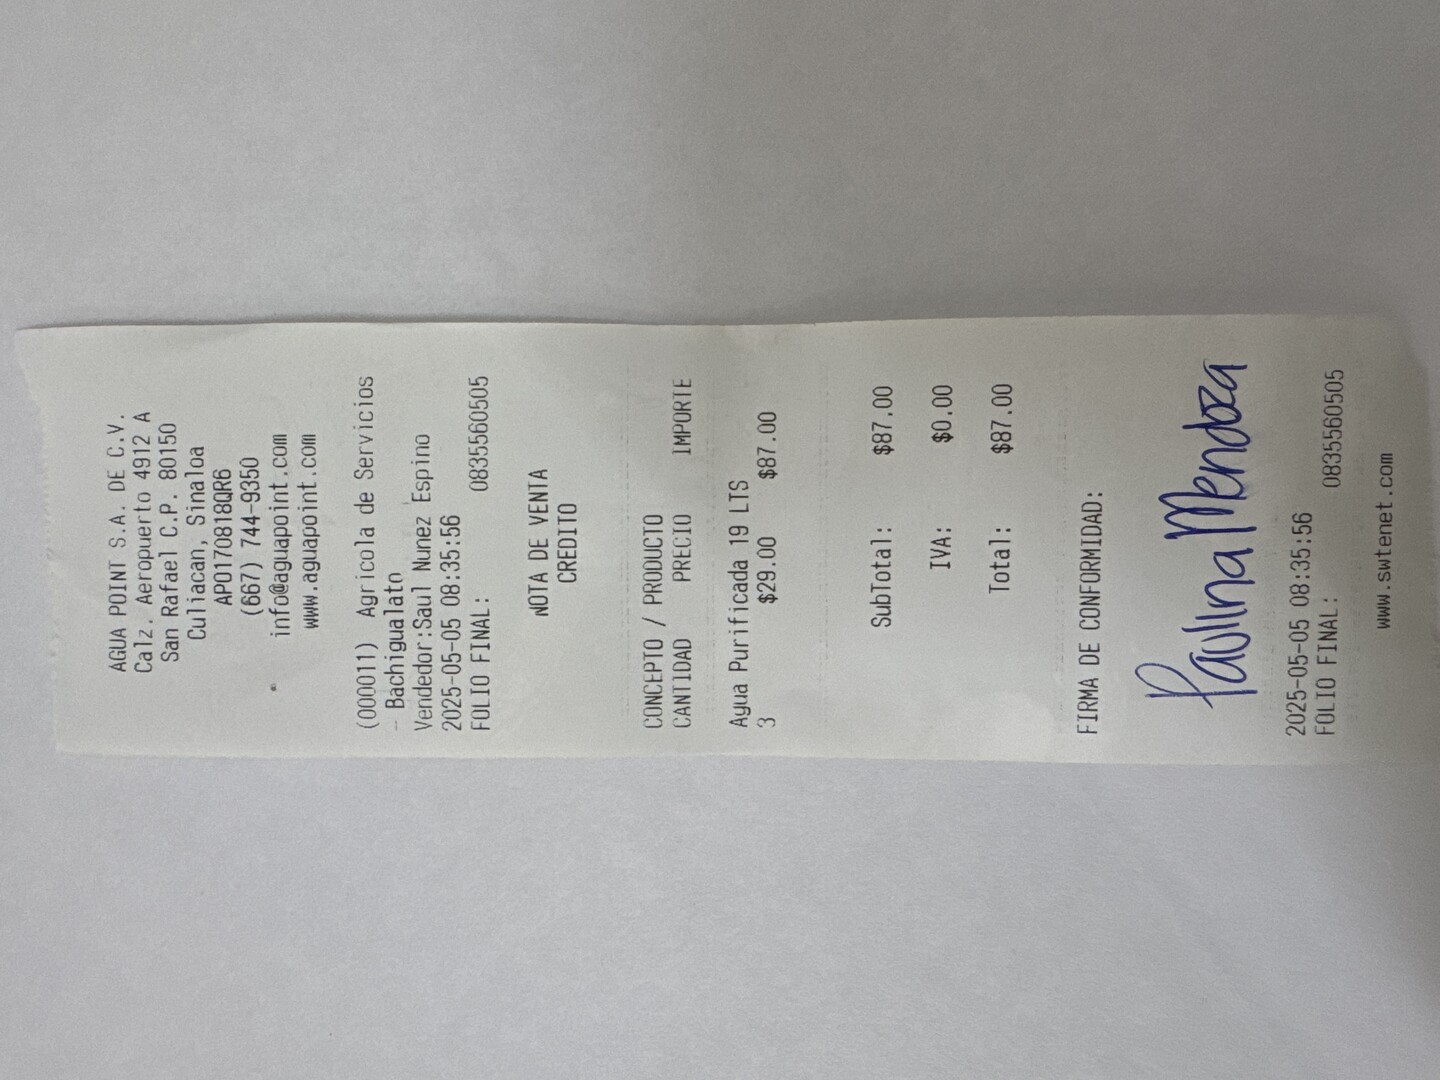 AGUA POINT S.A. DE C.V.
Calz. Aeropuerto 4912 A
San Rafael C.P. 80150
Culiacan, Sinaloa
APO170818QR6
(667) 744-9350
info@aguapoint.com
www.aguapoint.com
(000011) Agricola de Servicios
- Bachigualato
Vendedor:Saul Nunez Espino
2025-05-05 08:35:56
FOLIO FINAL: 0835560505
NOTA DE VENTA
CREDITO
CONCEPTO / PRODUCTO
CANTIDAD PRECIO IMPORTE
Agua Purificada 19 LTS
3 $29.00 $87.00
SubTotal: $87.00
IVA: $0.00
Total: $87.00
FIRMA DE CONFORMIDAD:
Paulina Mendoza
2025-05-05 08:35:56
FOLIO FINAL: 0835560505
www.swtenet.com